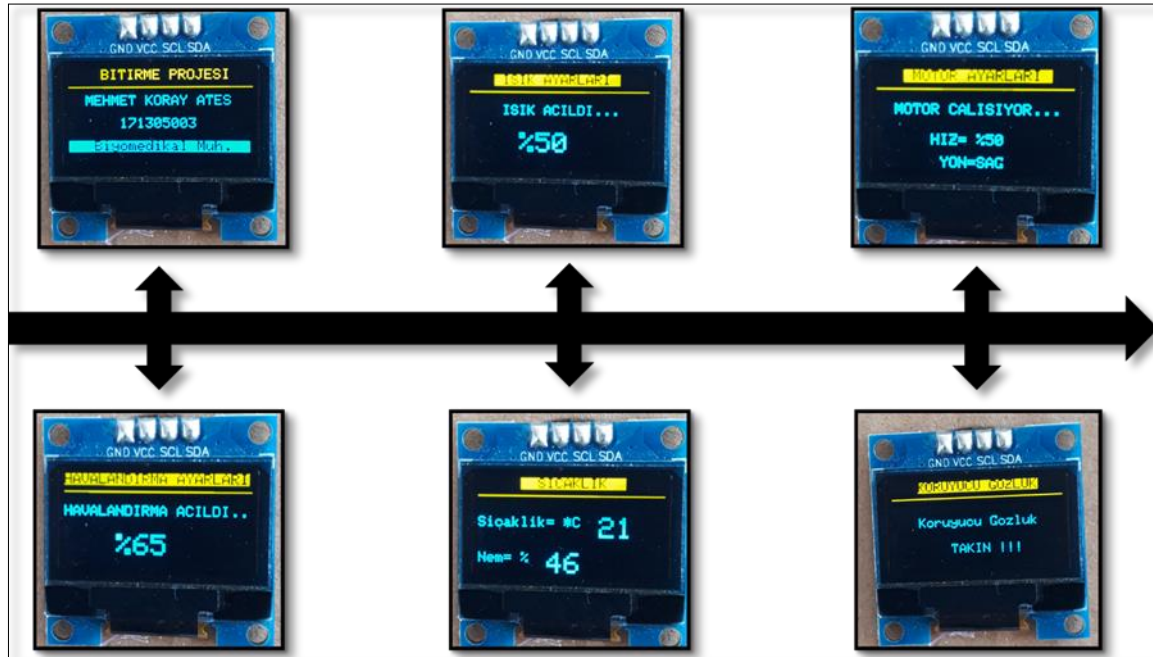 GND VCC SCL SDA
BITIRME PROJESI
MEHMET KORAY ATES
171305003
Biyomedikal Muh.
GND VCC SCL SDA
ISIK AYARLARI
ISIK ACILDI...
%50
GND VCC SCL SDA
MOTOR AYARLARI
MOTOR CALISIYOR...
HIZ= %50
YON=SAG
GND VCC SCL SDA
HAVALANDIRMA AYARLARI
HAVALANDIRMA ACILDI..
%65
GND VCC SCL SDA
SICAKLIK
Siçaklik= *C 21
Nem= % 46
GND VCC SCL SDA
KORUYUCU GOZLUK
Koruyucu Gozluk
TAKIN !!!